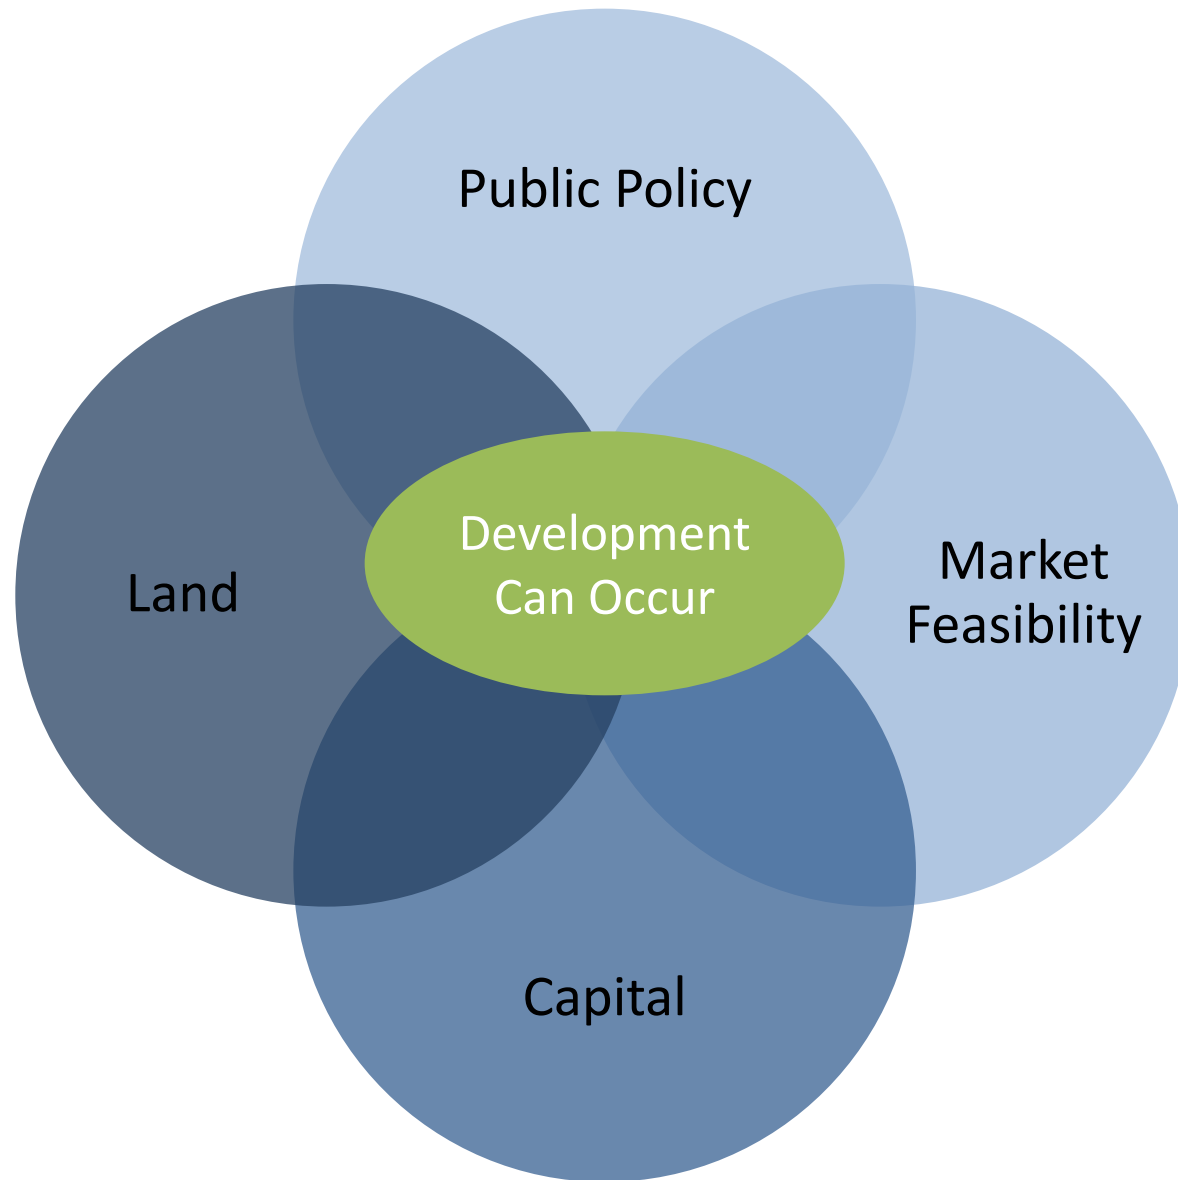 Public Policy
Land
Development
Can Occur
Market
Feasibility
Capital